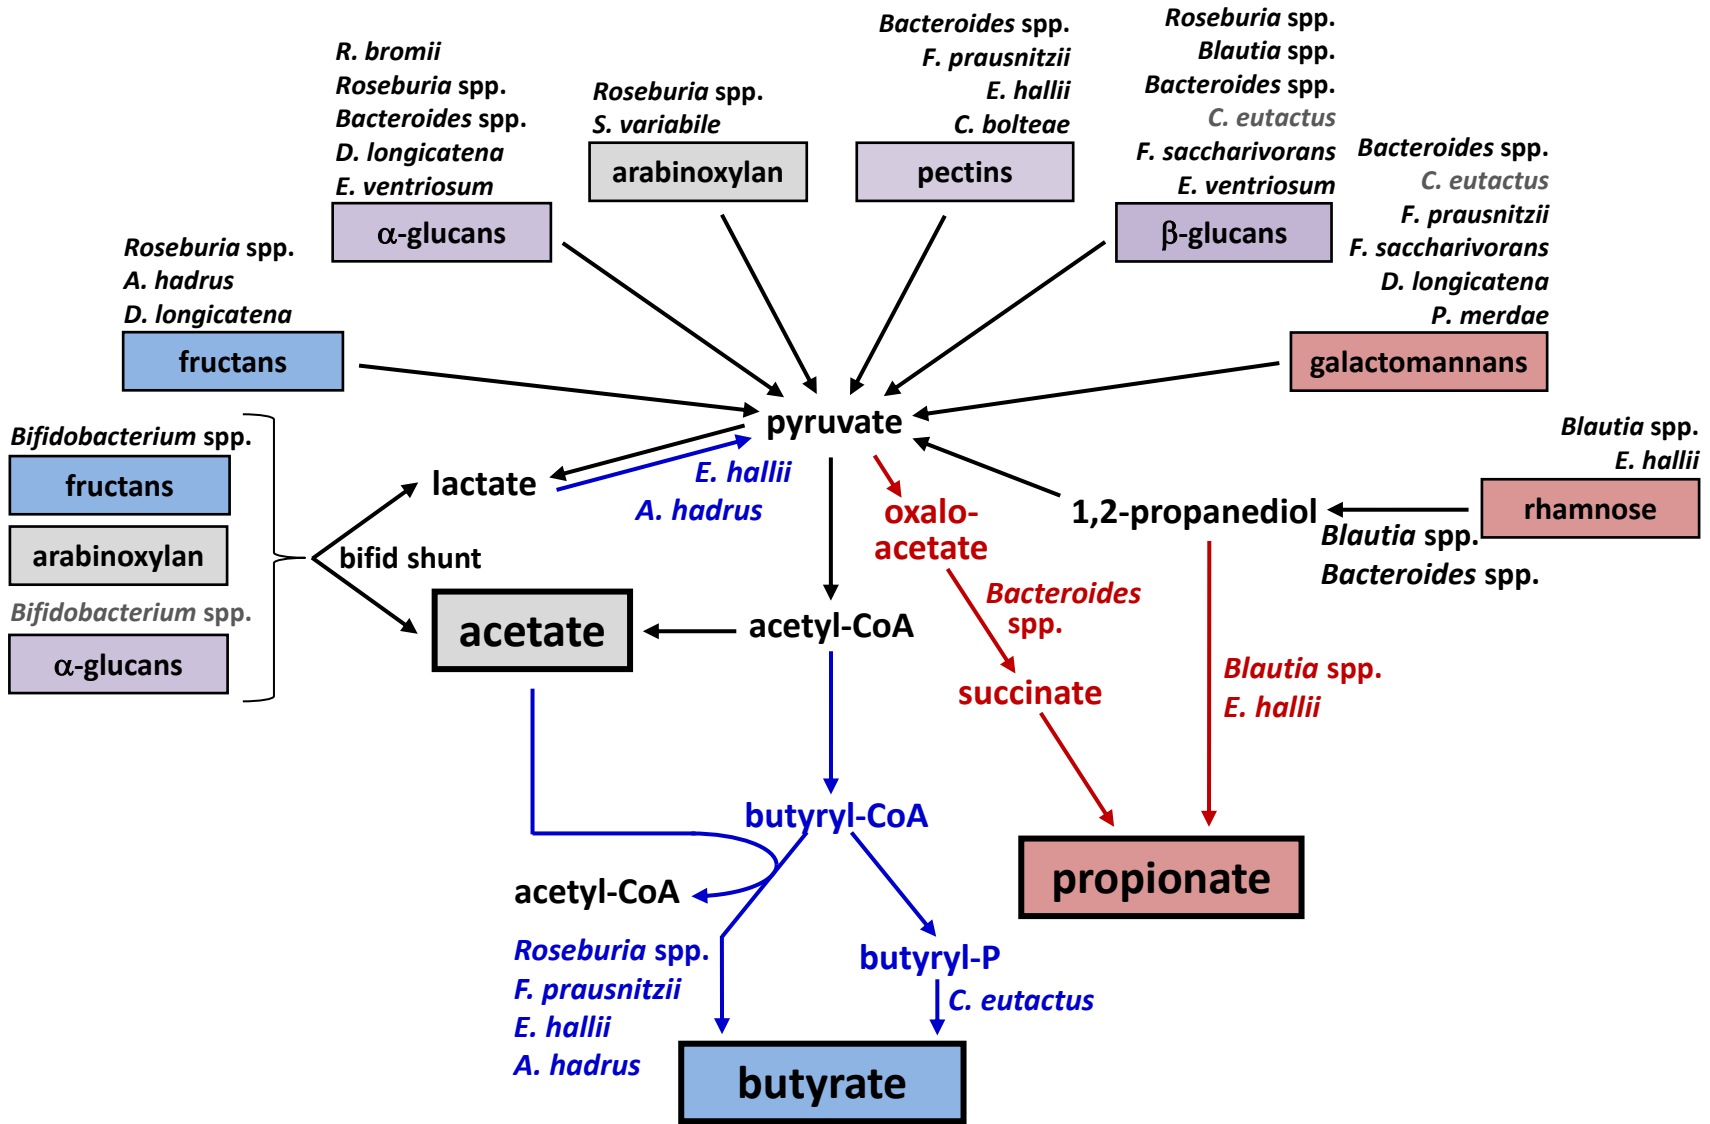 R. bromii
Roseburia spp.
Bacteroides spp.
D. longicatena
E. ventriosum
α-glucans
Roseburia spp.
S. variabile
arabinoxylan
Bacteroides spp.
F. prausnitzii
E. hallii
C. bolteae
pectins
Roseburia spp.
Blautia spp.
Bacteroides spp.
C. eutactus
F. saccharivorans
E. ventriosum
β-glucans
Bacteroides spp.
C. eutactus
F. prausnitzii
F. saccharivorans
D. longicatena
P. merdae
galactomannans
Roseburia spp.
A. hadrus
D. longicatena
fructans
Bifidobacterium spp.
fructans
arabinoxylan
Bifidobacterium spp.
α-glucans
bifid shunt
lactate
pyruvate
E. hallii
A. hadrus
oxalo-
acetate
1,2-propanediol
Blautia spp.
E. hallii
rhamnose
Blautia spp.
Bacteroides spp.
acetate
acetyl-CoA
Bacteroides
spp.
succinate
Blautia spp.
E. hallii
butyryl-CoA
acetyl-CoA
propionate
Roseburia spp.
F. prausnitzii
E. hallii
A. hadrus
butyryl-P
C. eutactus
butyrate